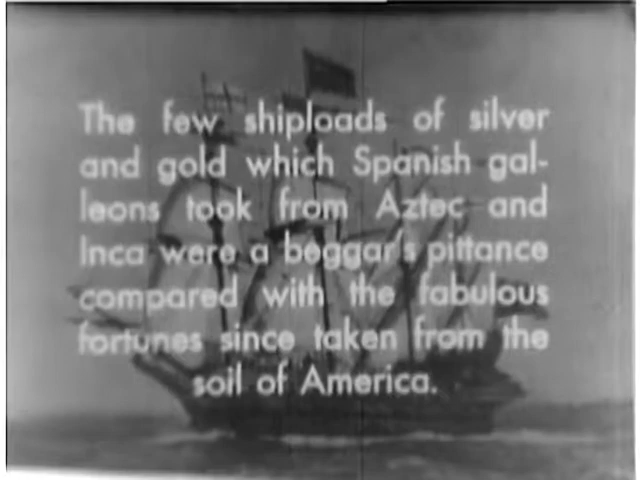 The few shiploads of silver
and gold which Spanish gal-
leons took from Aztec and
Inca were a beggar's pittance
compared with the fabulous
fortunes since taken from the
soil of America.